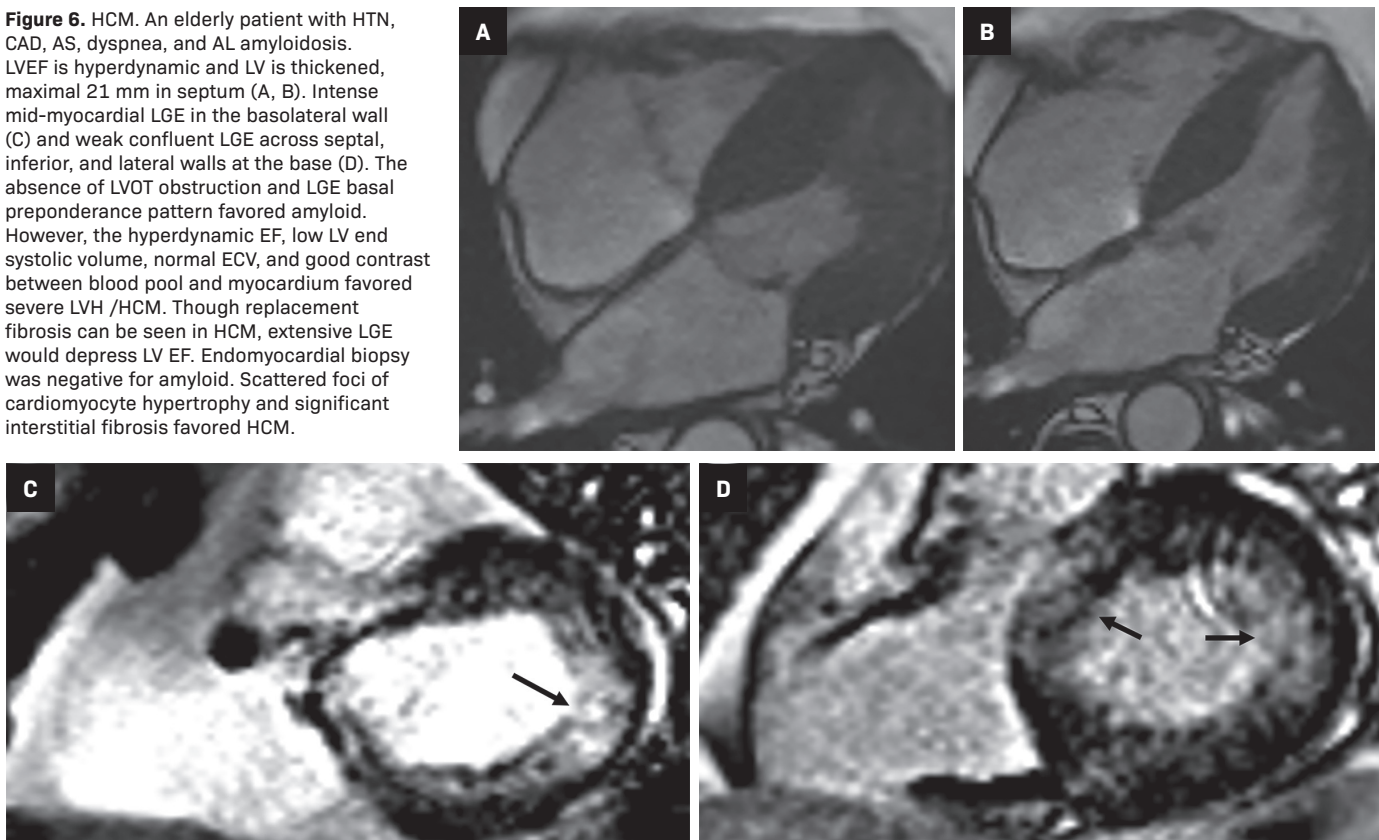 Figure 6. HCM. An elderly patient with HTN,
CAD, AS, dyspnea, and AL amyloidosis.
LVEF is hyperdynamic and LV is thickened,
maximal 21 mm in septum (A, B). Intense
mid-myocardial LGE in the basolateral wall
(C) and weak confluent LGE across septal,
inferior, and lateral walls at the base (D). The
absence of LVOT obstruction and LGE basal
preponderance pattern favored amyloid.
However, the hyperdynamic EF, low LV end
systolic volume, normal ECV, and good contrast
between blood pool and myocardium favored
severe LVH /HCM. Though replacement
fibrosis can be seen in HCM, extensive LGE
would depress LV EF. Endomyocardial biopsy
was negative for amyloid. Scattered foci of
cardiomyocyte hypertrophy and significant
interstitial fibrosis favored HCM.
A
B
C
D